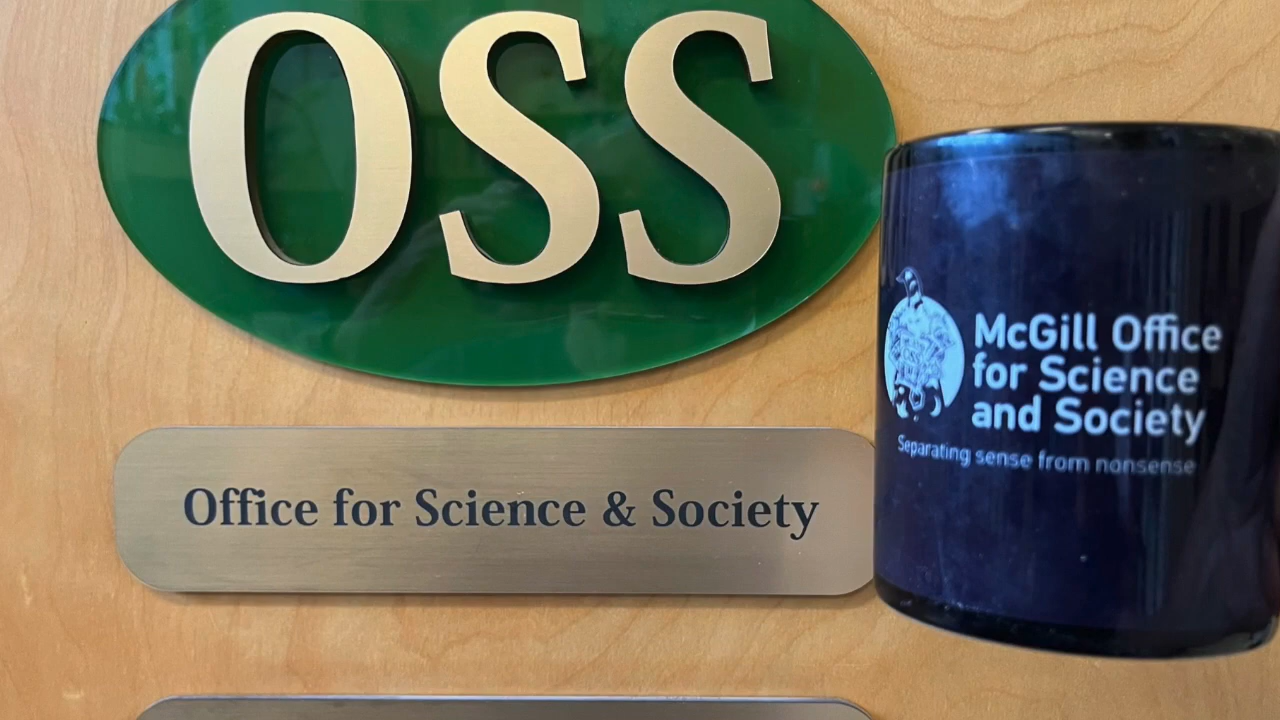 OSS
Office for Science & Society
McGill Office
for Science
and Society
Separating sense from nonsense